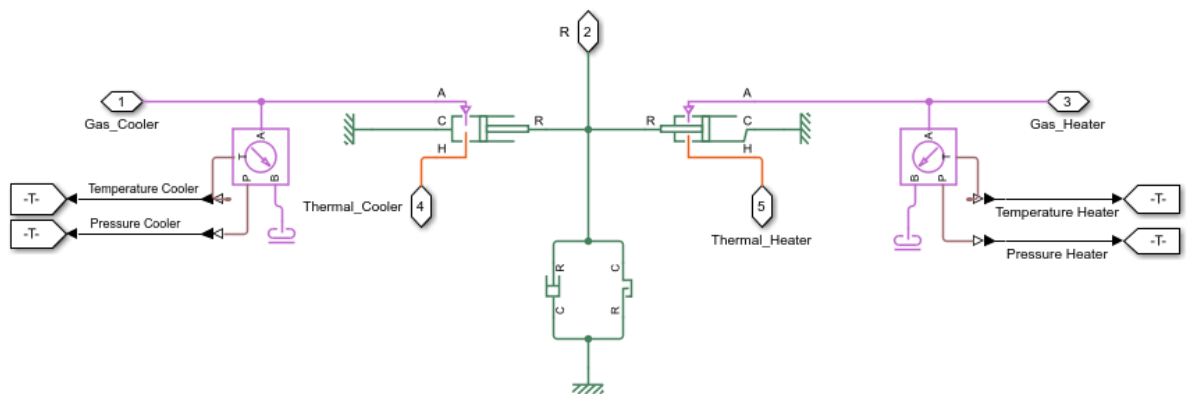 R
2
1
A
A
3
Gas_Cooler
C
R
R
C
Gas_Heater
A
A
H
H
T
T
P
B
B
P
-T-
Temperature Cooler
Thermal_Cooler
4
5
Temperature Heater
-T-
-T-
Pressure Cooler
Thermal_Heater
Pressure Heater
-T-
R
C
C
R